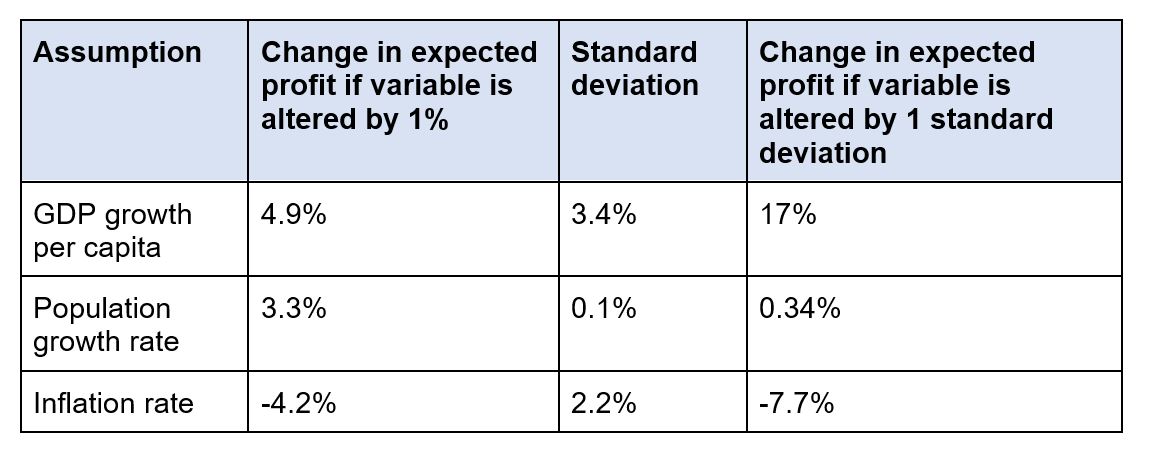 Assumption
Change in expected
profit if variable is
altered by 1%
Standard
deviation
Change in expected
profit if variable is
altered by 1 standard
deviation
GDP growth
per capita
4.9%
3.4%
17%
Population
growth rate
3.3%
0.1%
0.34%
Inflation rate
-4.2%
2.2%
-7.7%